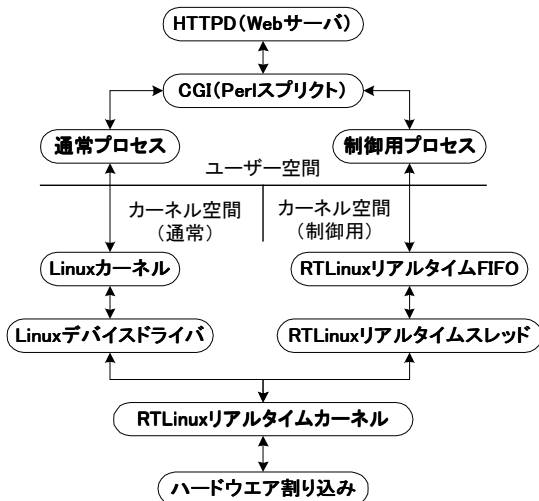 HTTPD(Webサーバ)
CGI(Perlスプリクト)
通常プロセス
制御用プロセス
ユーザー空間
カーネル空間
(通常)
カーネル空間
(制御用)
Linuxカーネル
RTLinuxリアルタイムFIFO
Linuxデバイスドライバ
RTLinuxリアルタイムスレッド
RTLinuxリアルタイムカーネル
ハードウエア割り込み